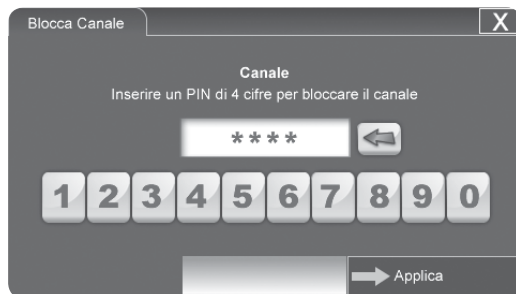 Blocca Canale
X
Canale
Inserire un PIN di 4 cifre per bloccare il canale
****
1 2 3 4 5 6 7 8 9 0
Applica